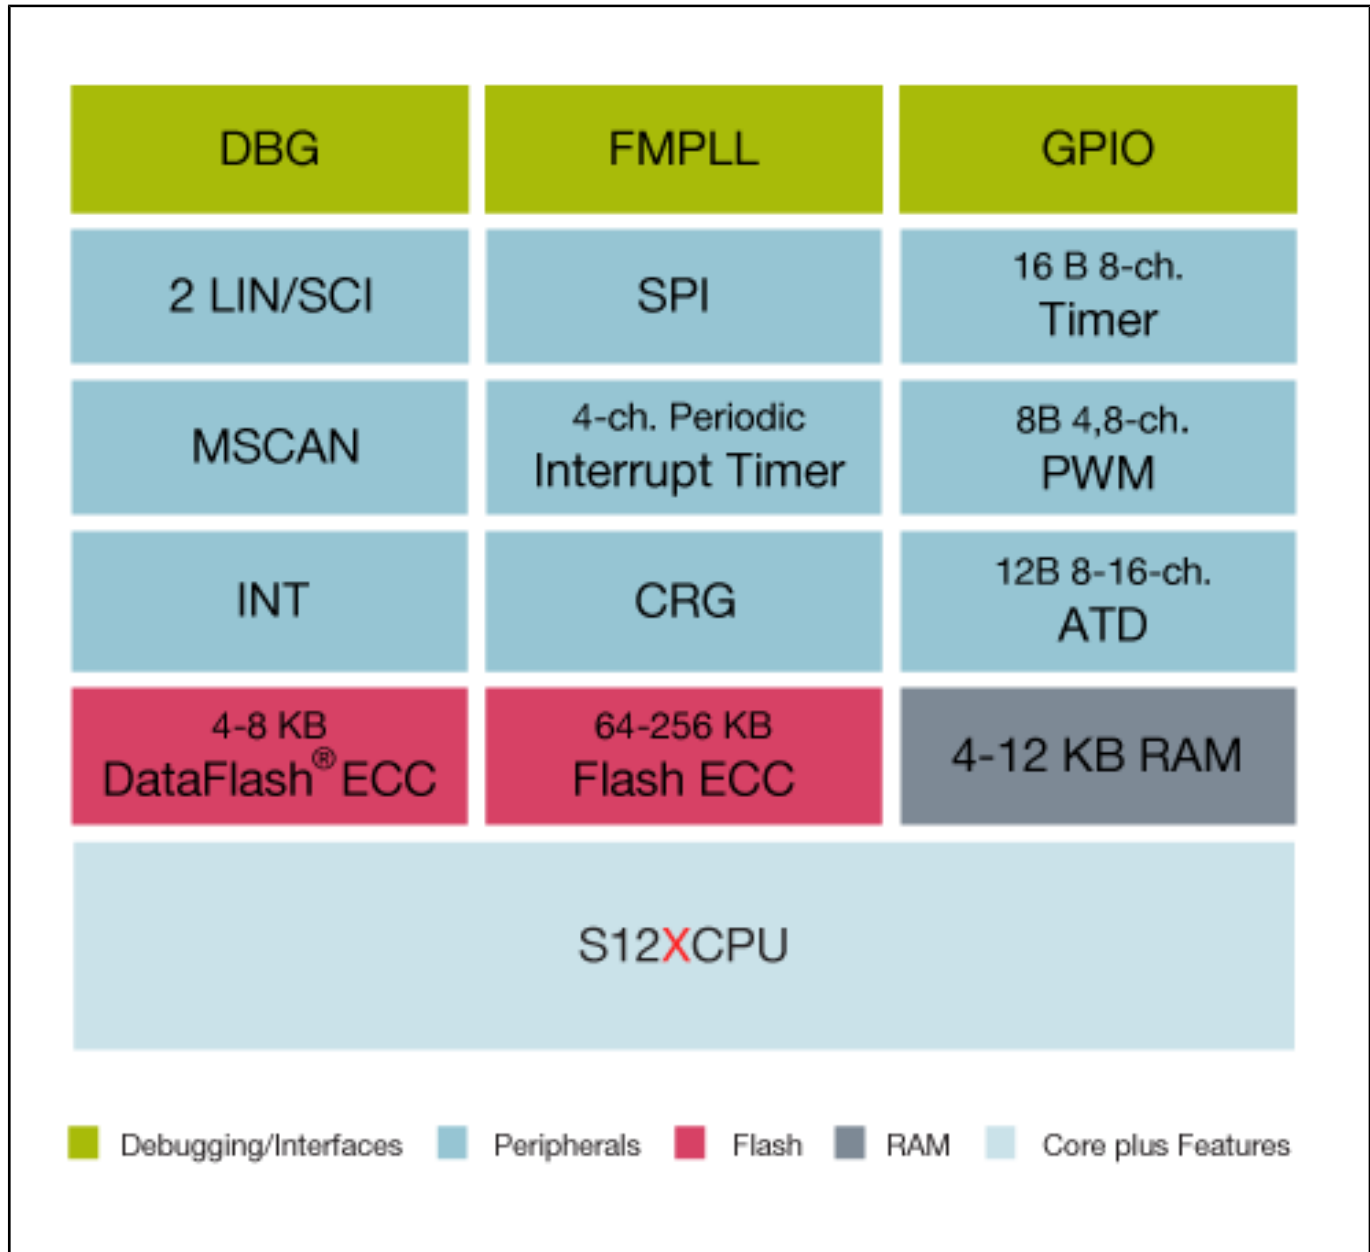 DBG
FMPLL
GPIO
2 LIN/SCI
SPI
16 B 8-ch.
Timer
MSCAN
4-ch. Periodic
Interrupt Timer
8B 4,8-ch.
PWM
INT
CRG
12B 8-16-ch.
ATD
4-8 KB
DataFlash® ECC
64-256 KB
Flash ECC
4-12 KB RAM
S12XCPU
Debugging/Interfaces
Peripherals
Flash
RAM
Core plus Features